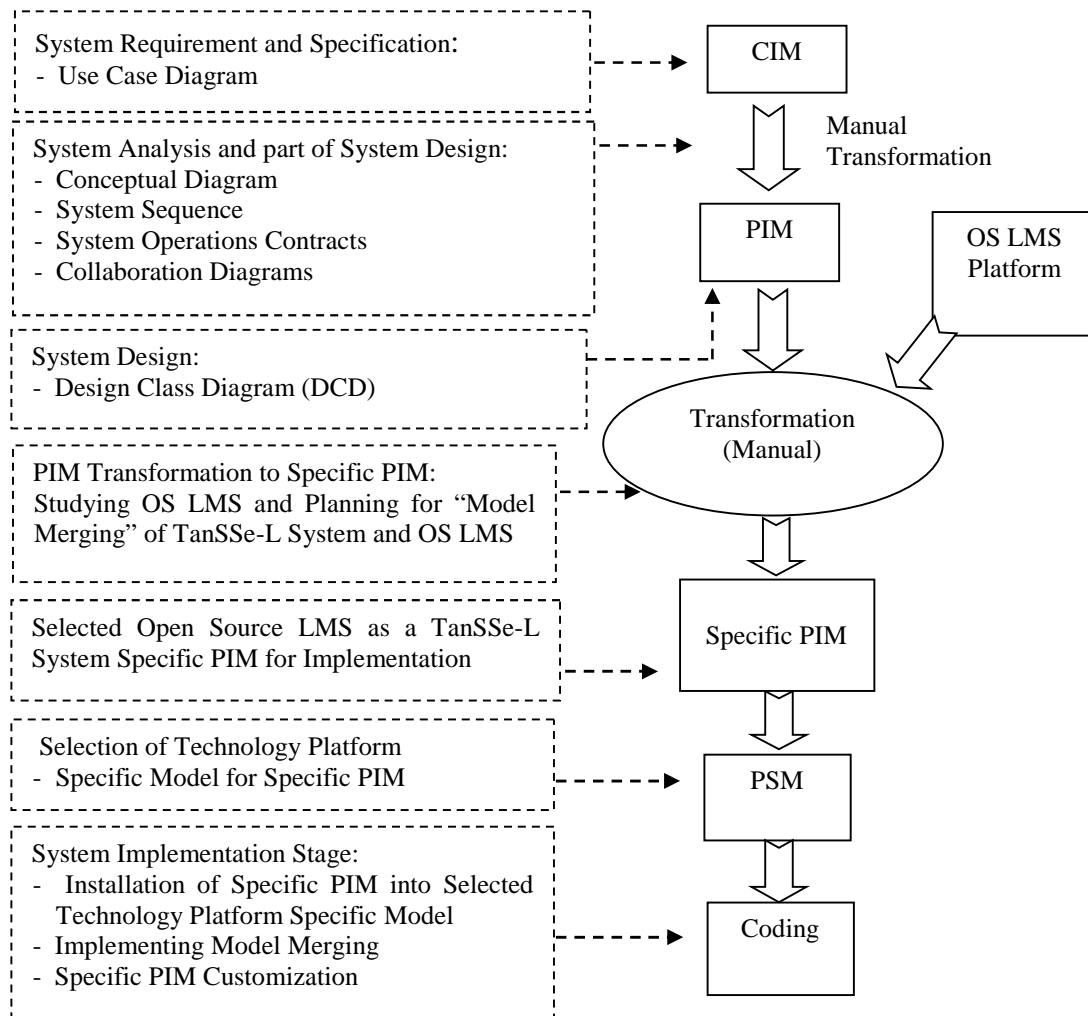 System Requirement and Specification:
- Use Case Diagram
CIM
System Analysis and part of System Design:
- Conceptual Diagram
- System Sequence
- System Operations Contracts
- Collaboration Diagrams
Manual
Transformation
PIM
OS LMS
Platform
System Design:
- Design Class Diagram (DCD)
Transformation
(Manual)
PIM Transformation to Specific PIM:
Studying OS LMS and Planning for “Model
Merging” of TanSSe-L System and OS LMS
Selected Open Source LMS as a TanSSe-L
System Specific PIM for Implementation
Specific PIM
Selection of Technology Platform
- Specific Model for Specific PIM
PSM
System Implementation Stage:
- Installation of Specific PIM into Selected
Technology Platform Specific Model
- Implementing Model Merging
- Specific PIM Customization
Coding